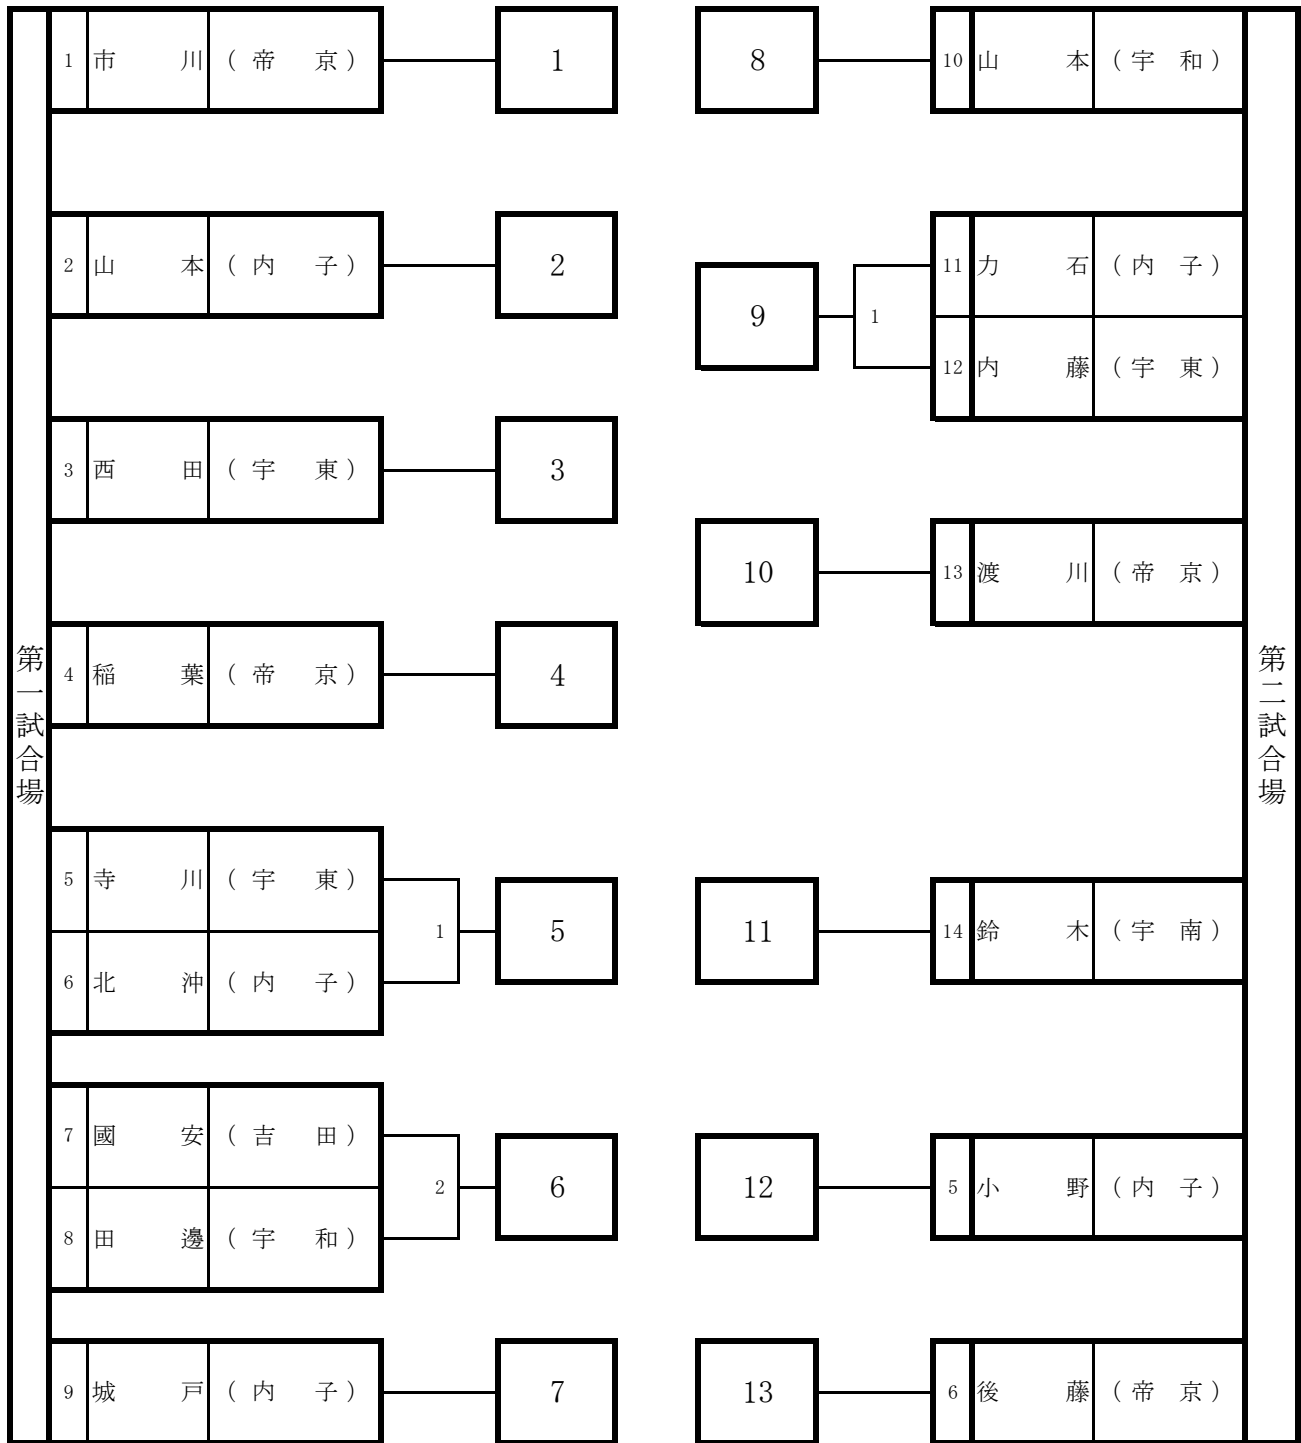 第一試合場
1 市川 (帝京) 1
2 山本 (内子) 2
3 西田 (宇東) 3
4 稲葉 (帝京) 4
5 寺川 (宇東)
1 5
6 北沖 (内子)
7 國安 (吉田)
2 6
8 田邊 (宇和)
9 城戸 (内子) 7
8 10 山本 (宇和)
11 力石 (内子)
9 1
12 内藤 (宇東)
10 13 渡川 (帝京)
11 14 鈴木 (宇南)
12 5 小野 (内子)
13 6 後藤 (帝京)
第二試合場